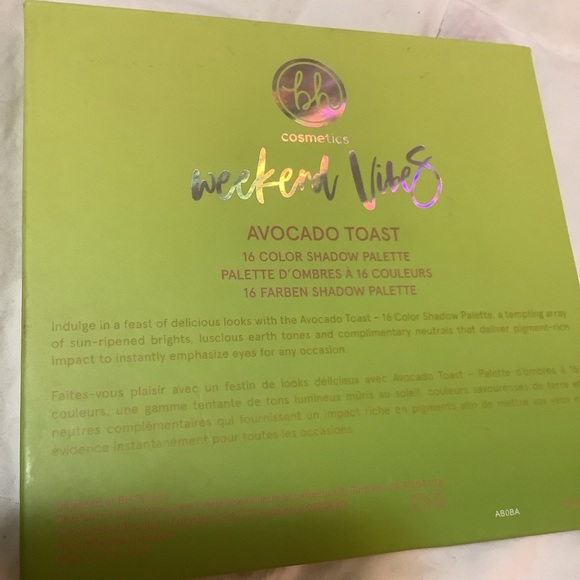 bh
cosmetics
weekend Vibes
AVOCADO TOAST
16 COLOR SHADOW PALETTE
PALETTE D'OMBRES À 16 COULEURS
16 FARBEN SHADOW PALETTE
Indulge in a feast of delicious looks with the Avocado Toast – 16 Color Shadow Palette, a tempting array
of sun-ripened brights, luscious earth tones and complimentary neutrals that deliver pigment-rich
impact to instantly emphasize eyes for any occasion.
Faites-vous plaisir avec un festin de looks délicieux avec Avocado Toast – Palette d'ombres à 16
couleurs, une gamme tentante de tons lumineux mûris au soleil, couleurs savoureuses de terre et
neutres complémentaires qui fournissent un impact riche en pigments afin de mettre vos yeux e
évidence instantanément pour toutes les occasions.
AB0BA